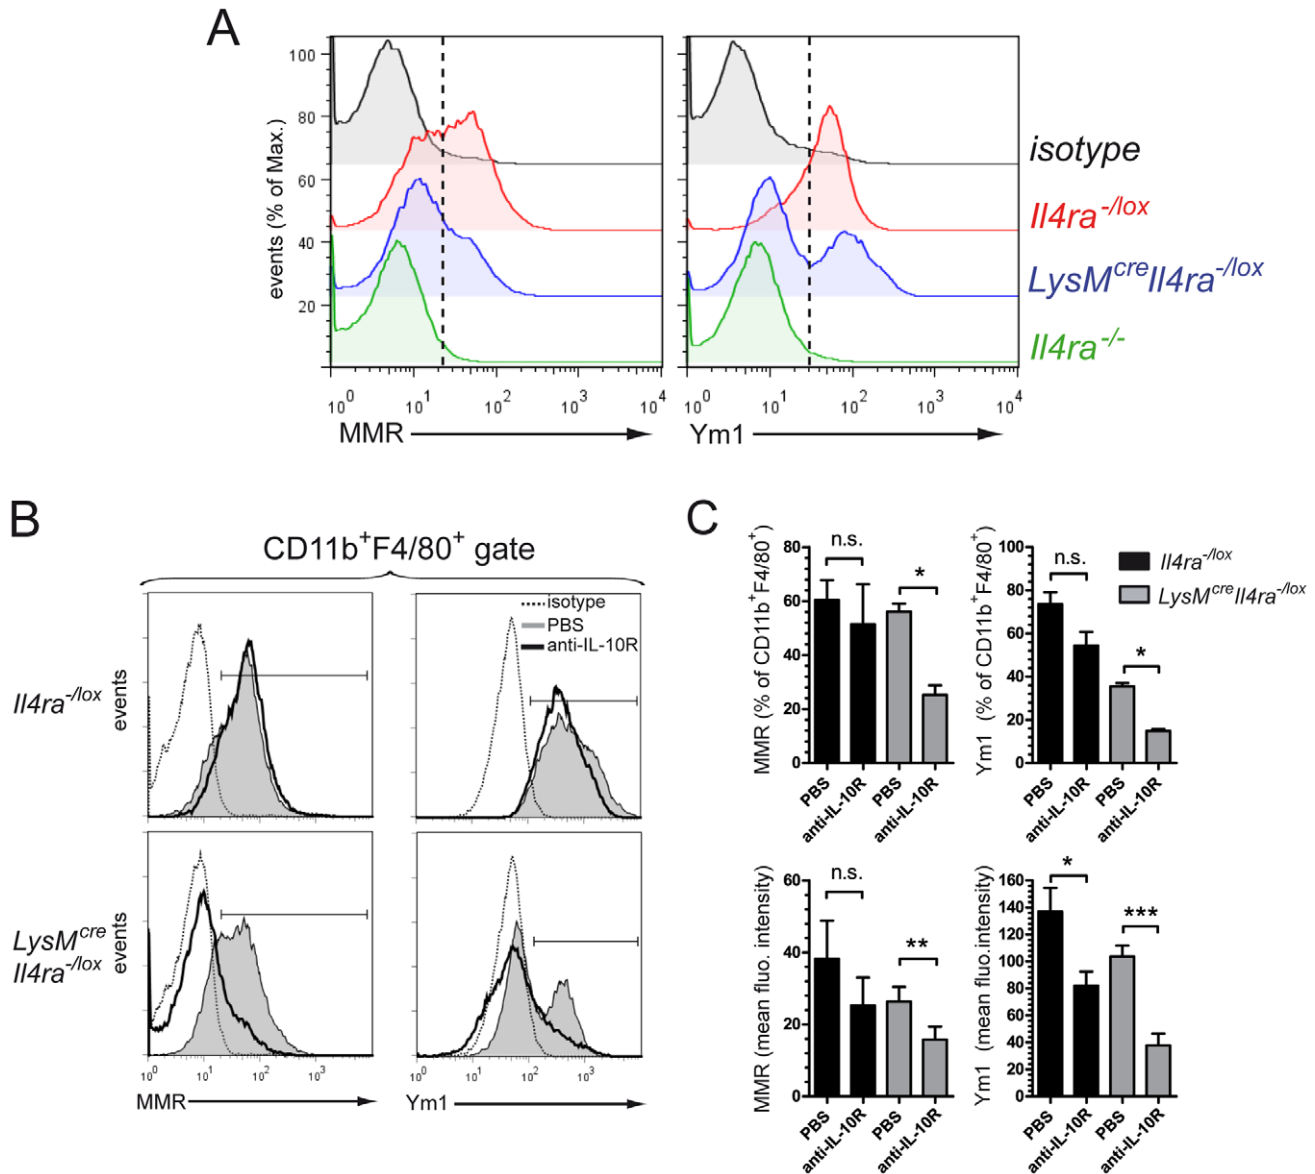 A
events (% of Max.)
100
80
60
40
20
10^0 10^1 10^2 10^3 10^4
MMR
10^0 10^1 10^2 10^3 10^4
Ym1
isotype
Il4ra^-/lox
LysM^cre Il4ra^-/lox
Il4ra^-/-
B
CD11b^+F4/80^+ gate
Il4ra^-/lox
events
isotype
PBS
anti-IL-10R
LysM^cre
Il4ra^-/lox
events
10^0 10^1 10^2 10^3
MMR
10^0 10^1 10^2 10^3
Ym1
C
MMR (% of CD11b^+F4/80^+)
80
60
40
20
0
n.s.
*
PBS
anti-IL-10R
PBS
anti-IL-10R
Ym1 (% of CD11b^+F4/80^+)
100
80
60
40
20
0
n.s.
*
PBS
anti-IL-10R
PBS
anti-IL-10R
Il4ra^-/lox
LysM^cre Il4ra^-/lox
MMR (mean fluo. intensity)
60
40
20
0
n.s.
**
PBS
anti-IL-10R
PBS
anti-IL-10R
Ym1 (mean fluo.intensity)
160
140
120
100
80
60
40
20
0
*
***
PBS
anti-IL-10R
PBS
anti-IL-10R